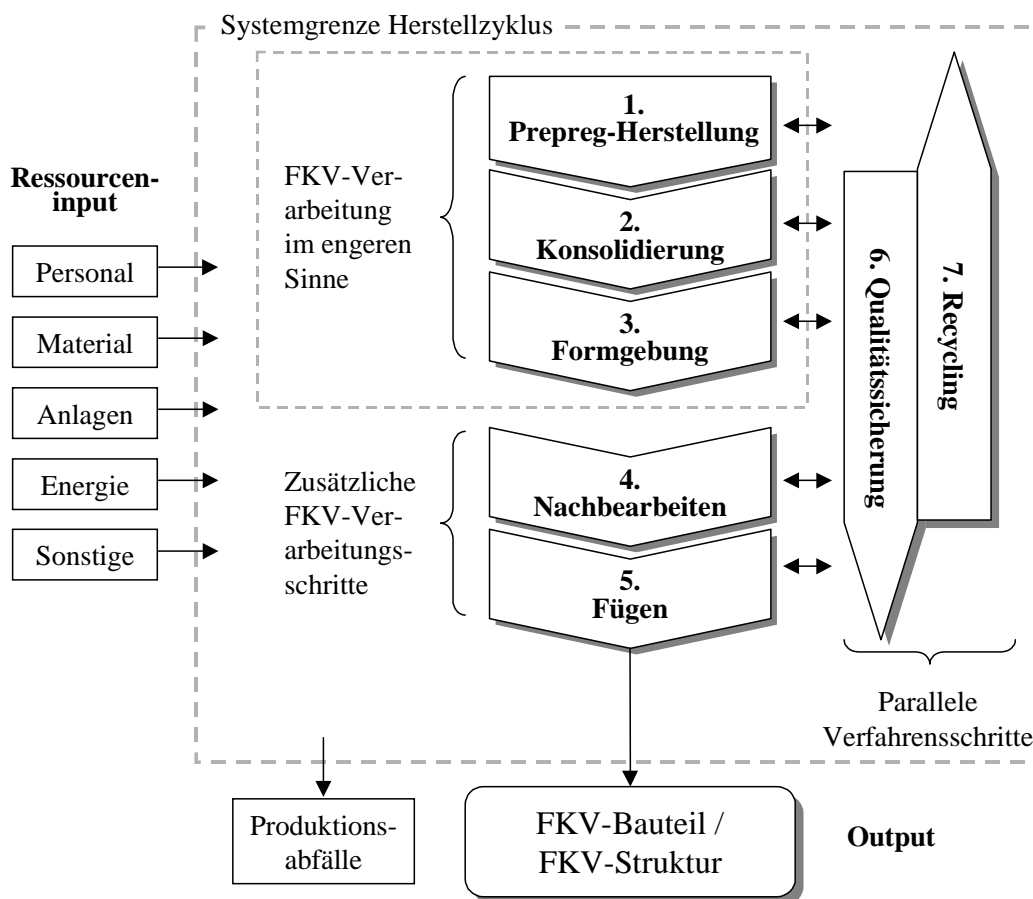 Systemgrenze Herstellzyklus
Ressourcen-
input
Personal
Material
Anlagen
Energie
Sonstige
FKV-Ver-
arbeitung
im engeren
Sinne
1.
Prepreg-Herstellung
2.
Konsolidierung
3.
Formgebung
Zusätzliche
FKV-Ver-
arbeitungs-
schritte
4.
Nachbearbeiten
5.
Fügen
6. Qualitätssicherung
7. Recycling
Parallele
Verfahrensschritte
Produktions-
abfälle
FKV-Bauteil /
FKV-Struktur
Output